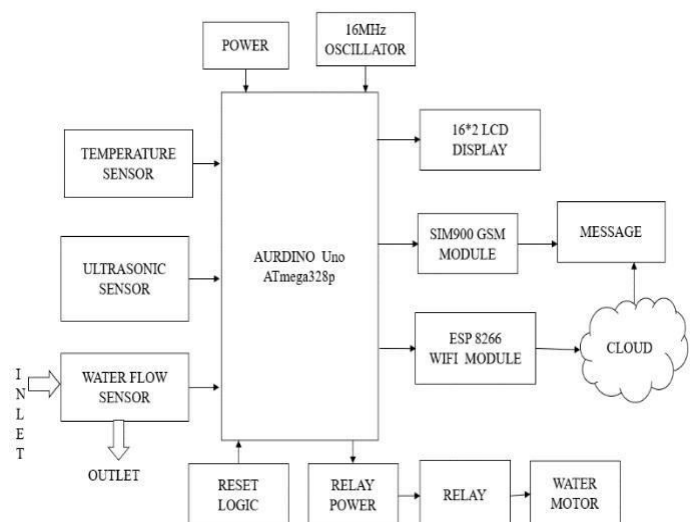 POWER
16MHz
OSCILLATOR
TEMPERATURE
SENSOR
16*2 LCD
DISPLAY
ULTRASONIC
SENSOR
AURDINO Uno
ATmega328p
SIM900 GSM
MODULE
MESSAGE
ESP 8266
WIFI MODULE
CLOUD
INLET
WATER FLOW
SENSOR
OUTLET
RESET
LOGIC
RELAY
POWER
RELAY
WATER
MOTOR